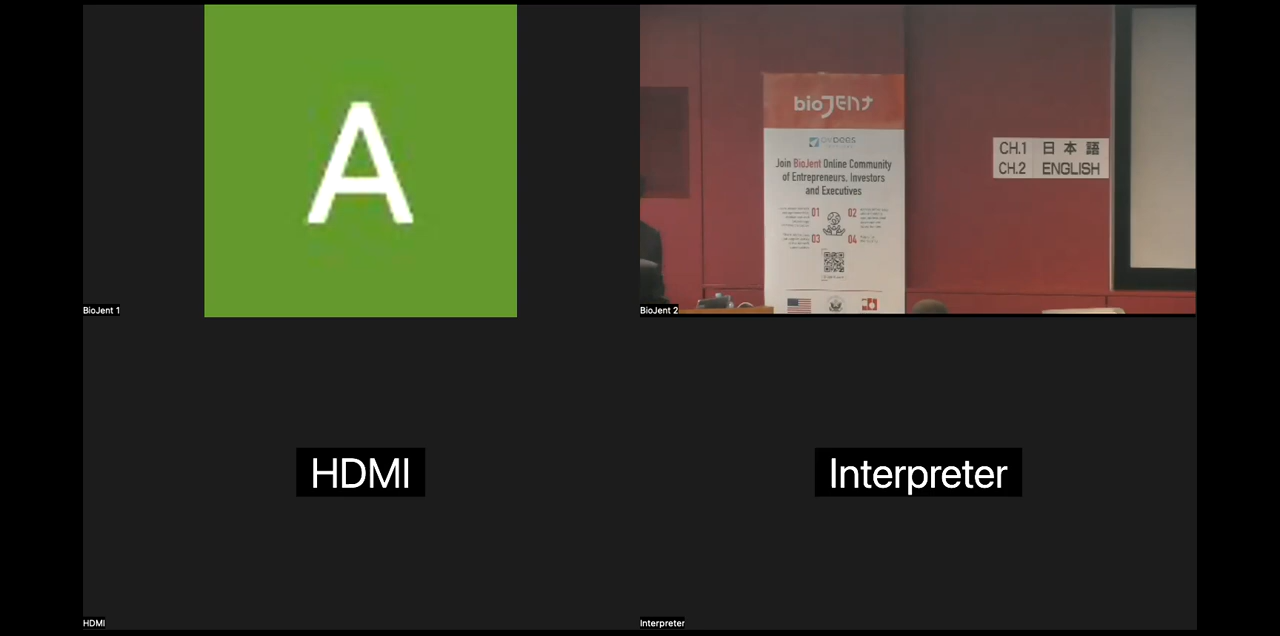 A
BioJent 1
bioJent
ovDees
Join BioJent Online Community
of Entrepreneurs, Investors
and Executives
01
02
03
04
CH.1 日本語
CH.2 ENGLISH
BioJent 2
HDMI
HDMI
Interpreter
Interpreter